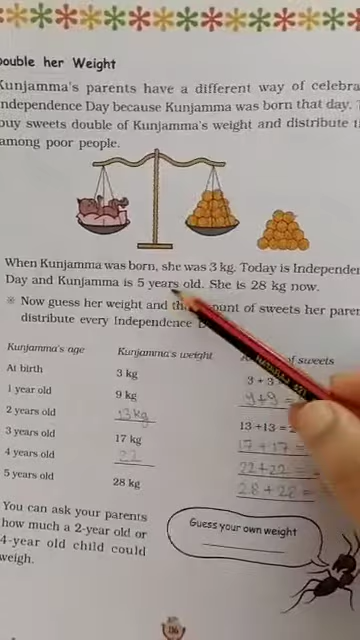 Double her Weight
Kunjamma's parents have a different way of celebra
Independence Day because Kunjamma was born that day.
buy sweets double of Kunjamma's weight and distribute
among poor people.
When Kunjamma was born, she was 3 kg. Today is Independen
Day and Kunjamma is 5 years old. She is 28 kg now.
※ Now guess her weight and the amount of sweets her paren
distribute every Independence D
Kunjamma's age Kunjamma's weight of sweets
At birth 3 kg 3 + 3
1 year old 9 kg 9+9 =
2 years old 13 kg 13 +13 = 2
3 years old 17 kg 17 + 17 =
4 years old 22 22 + 22 =
5 years old 28 kg 28 + 28 =
You can ask your parents
how much a 2-year old or
4-year old child could
weigh.
Guess your own weight
116